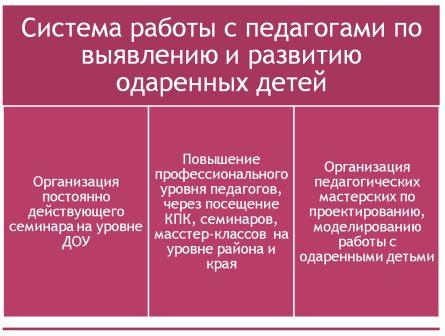 Система работы с педагогами по
выявлению и развитию
одаренных детей
Организация
постоянно
действующего
семинара на уровне
ДОУ
Повышение
профессионального
уровня педагогов,
через посещение
КПК, семинаров,
масстер-классов на
уровне района и
края
Организация
педагогических
мастерских по
проектированию,
моделированию
работы с
одаренными детьми